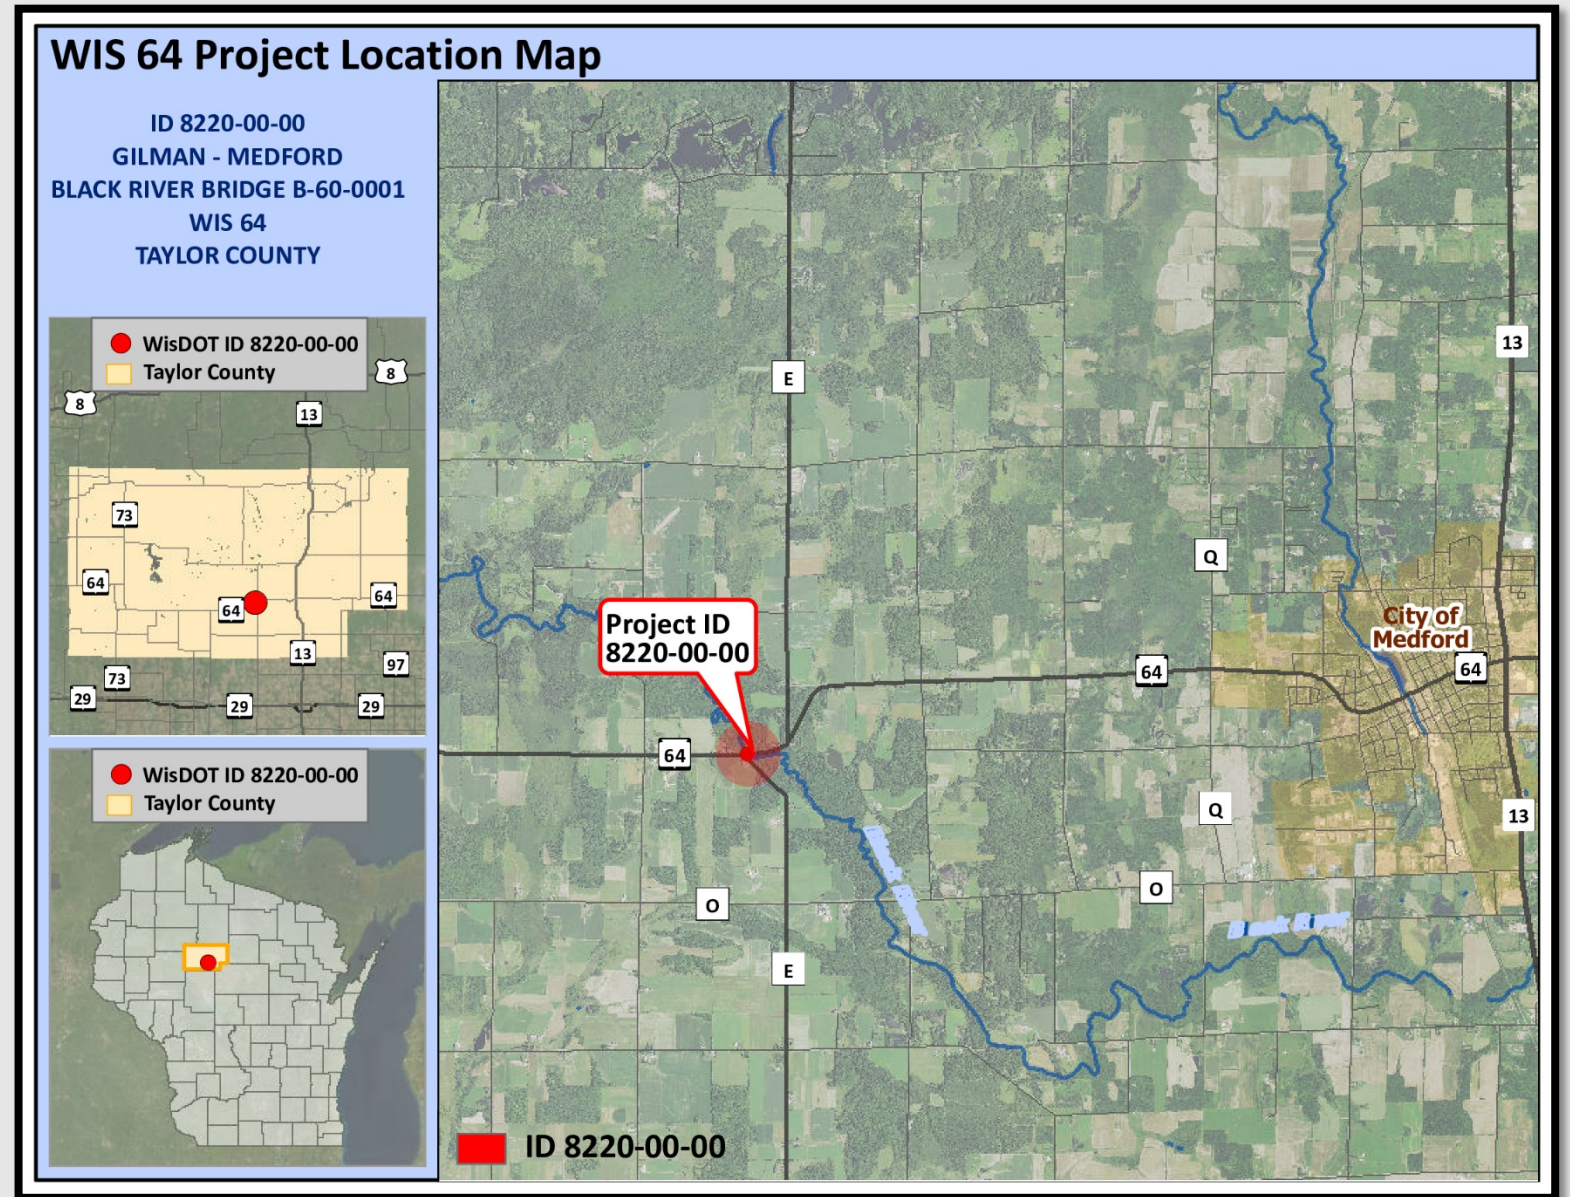 WIS 64 Project Location Map
ID 8220-00-00
GILMAN - MEDFORD
BLACK RIVER BRIDGE B-60-0001
WIS 64
TAYLOR COUNTY
WisDOT ID 8220-00-00
Taylor County
8
8
13
73
64
64
64
13
97
73
29
29
29
WisDOT ID 8220-00-00
Taylor County
13
E
Q
City of
Medford
Project ID
8220-00-00
64
64
64
Q
13
O
O
E
ID 8220-00-00